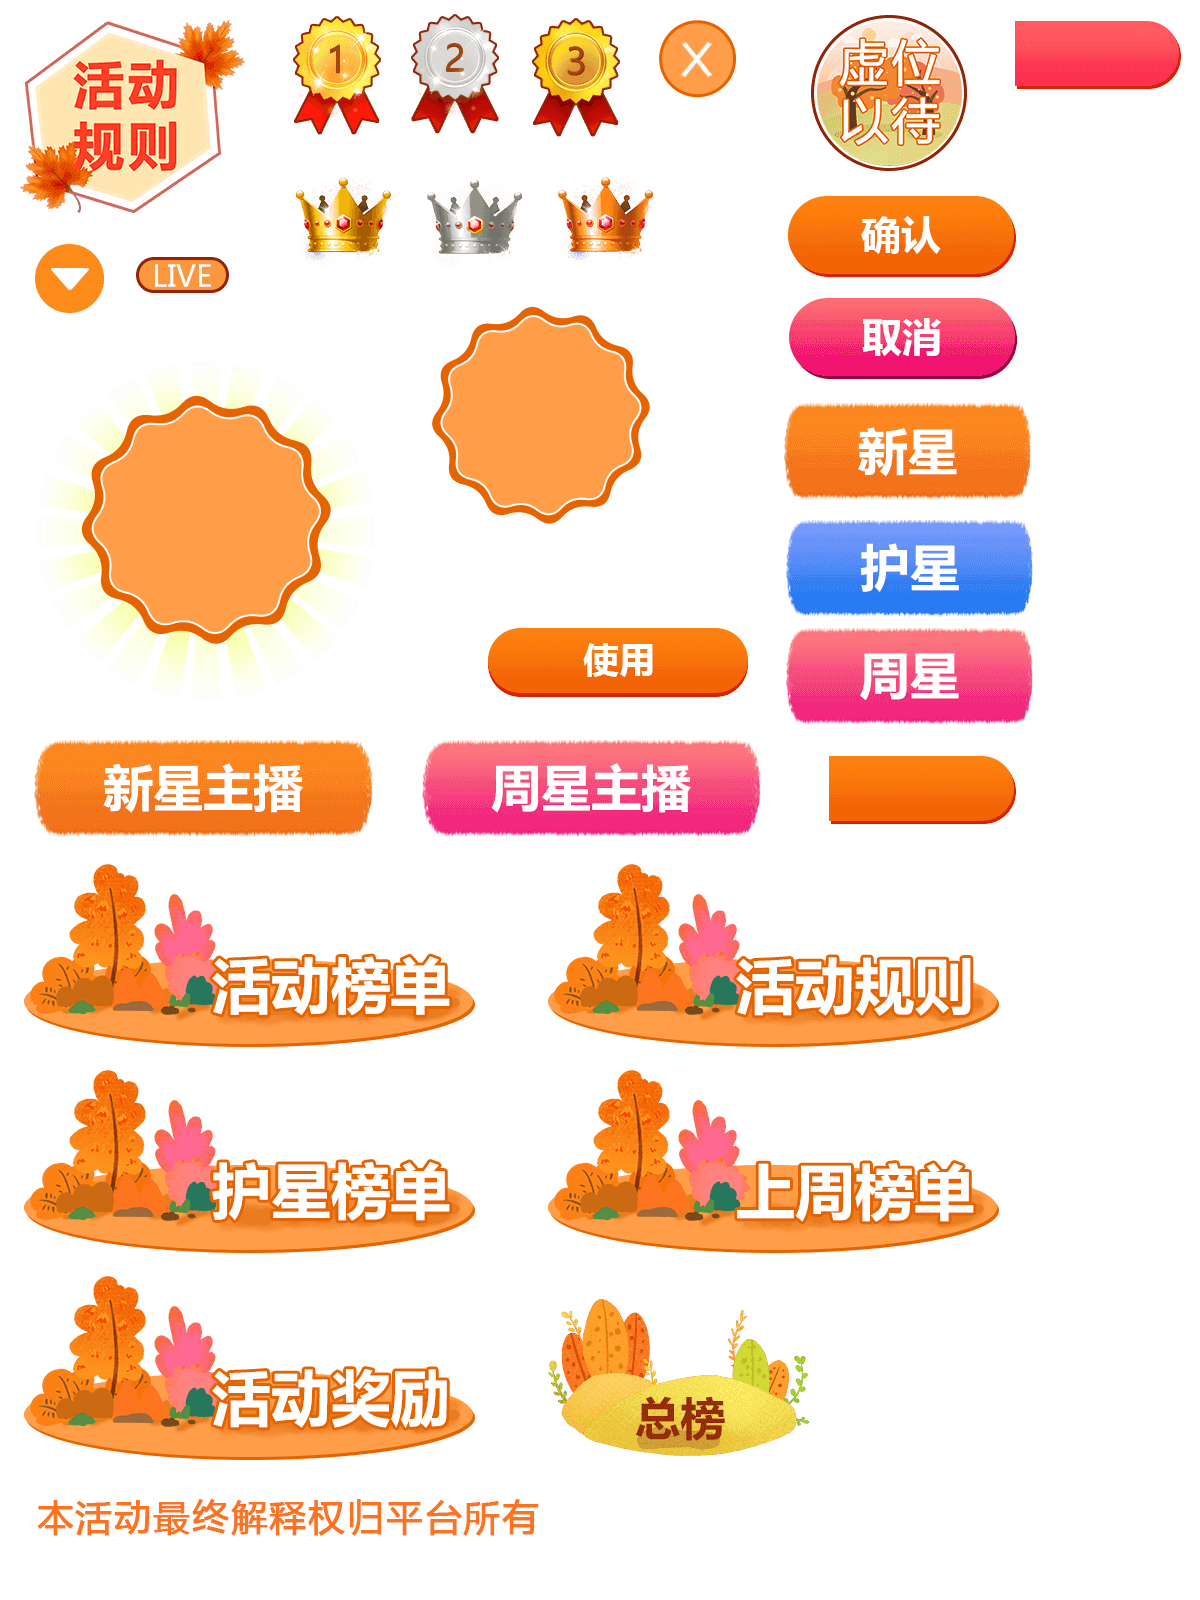 活动
规则
1
2
3
X
虚位
以待
确认
LIVE
取消
新星
护星
使用
周星
新星主播
周星主播
活动榜单
活动规则
护星榜单
上周榜单
活动奖励
总榜
本活动最终解释权归平台所有